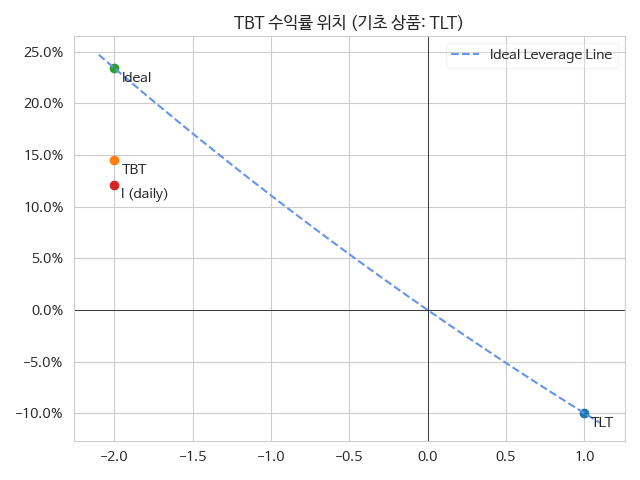 TBT 수익률 위치 (기초 상품: TLT)
25.0%
20.0%
15.0%
10.0%
5.0%
0.0%
−5.0%
−10.0%
Ideal Leverage Line
Ideal
TBT
I (daily)
TLT
−2.0 −1.5 −1.0 −0.5 0.0 0.5 1.0